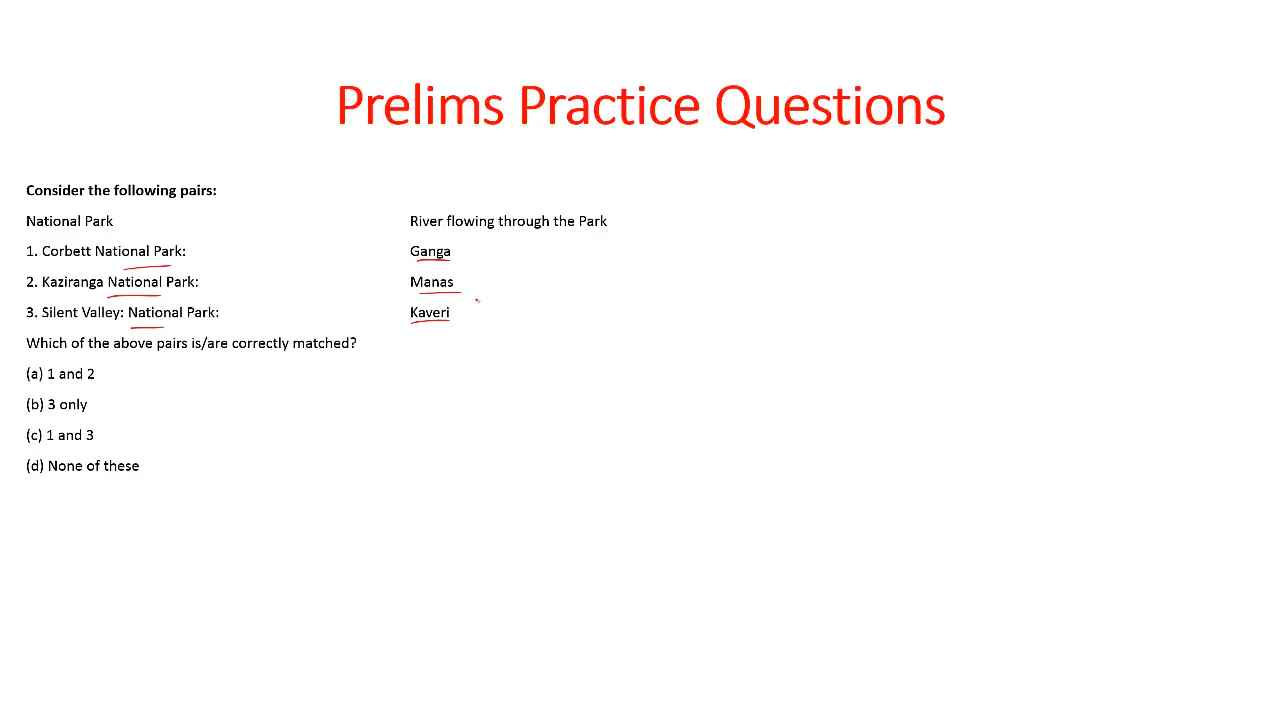 Prelims Practice Questions
Consider the following pairs:
National Park River flowing through the Park
1. Corbett National Park: Ganga
2. Kaziranga National Park: Manas
3. Silent Valley: National Park: Kaveri
Which of the above pairs is/are correctly matched?
(a) 1 and 2
(b) 3 only
(c) 1 and 3
(d) None of these